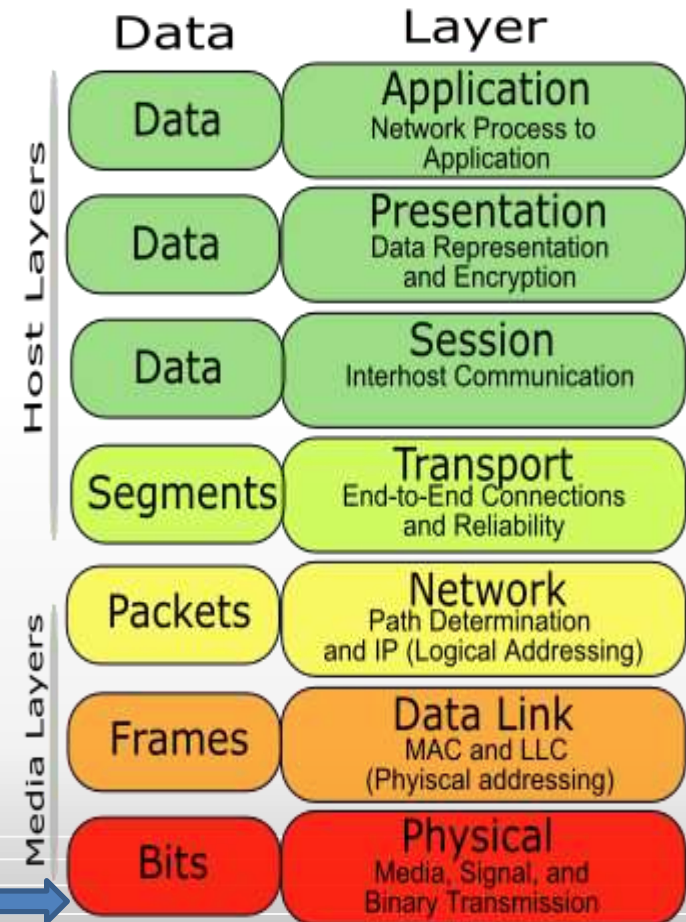 Data Layer
Host Layers
Data
Application
Network Process to
Application
Data
Presentation
Data Representation
and Encryption
Data
Session
Interhost Communication
Segments
Transport
End-to-End Connections
and Reliability
Media Layers
Packets
Network
Path Determination
and IP (Logical Addressing)
Frames
Data Link
MAC and LLC
(Phyiscal addressing)
Bits
Physical
Media, Signal, and
Binary Transmission